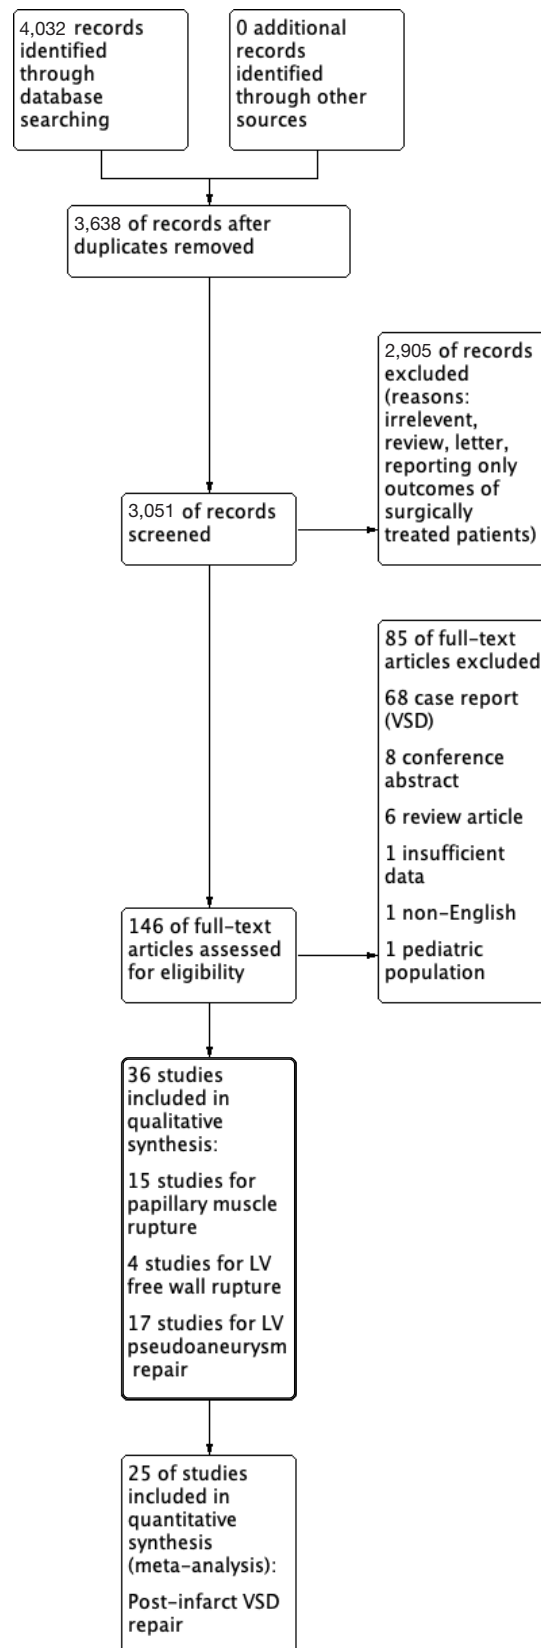 4,032 records
identified
through
database
searching
0 additional
records
identified
through other
sources
3,638 of records after
duplicates removed
2,905 of records
excluded
(reasons:
irrelevent,
review, letter,
reporting only
outcomes of
surgically
treated patients)
3,051 of records
screened
85 of full-text
articles excluded
68 case report
(VSD)
8 conference
abstract
6 review article
1 insufficient
data
1 non-English
1 pediatric
population
146 of full-text
articles assessed
for eligibility
36 studies
included in
qualitative
synthesis:
15 studies for
papillary muscle
rupture
4 studies for LV
free wall rupture
17 studies for LV
pseudoaneurysm
repair
25 of studies
included in
quantitative
synthesis
(meta-analysis):
Post-infarct VSD
repair